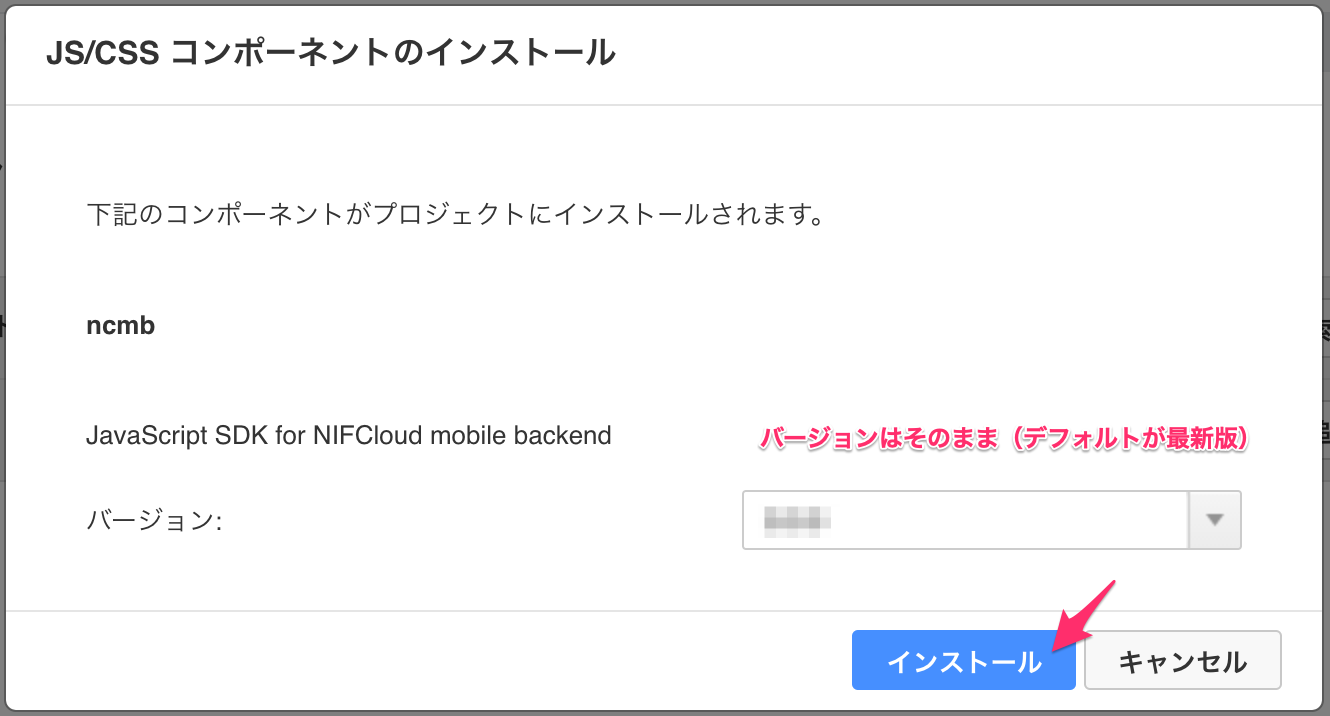 JS/CSS コンポーネントのインストール
下記のコンポーネントがプロジェクトにインストールされます。
ncmb
JavaScript SDK for NIFCloud mobile backend
バージョンはそのまま（デフォルトが最新版）
バージョン:
インストール
キャンセル